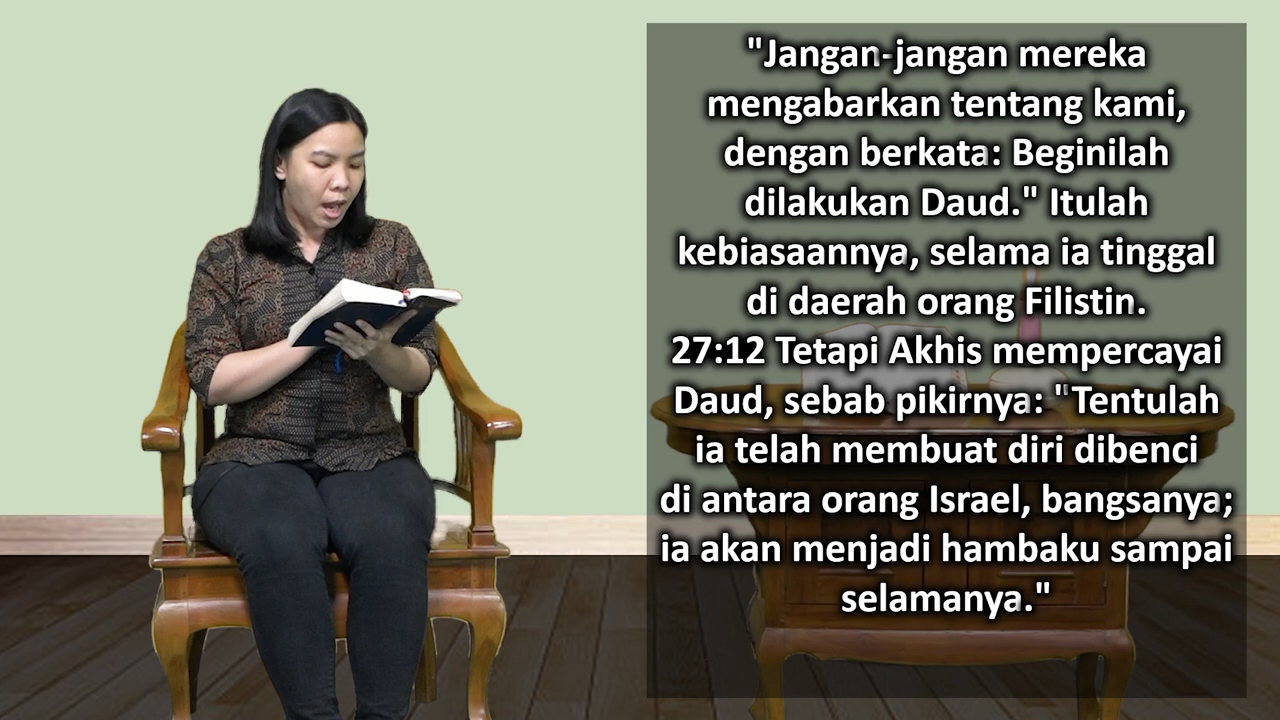 "Jangan-jangan mereka
mengabarkan tentang kami,
dengan berkata: Beginilah
dilakukan Daud." Itulah
kebiasaannya, selama ia tinggal
di daerah orang Filistin.
27:12 Tetapi Akhis mempercayai
Daud, sebab pikirnya: "Tentulah
ia telah membuat diri dibenci
di antara orang Israel, bangsanya;
ia akan menjadi hambaku sampai
selamanya."